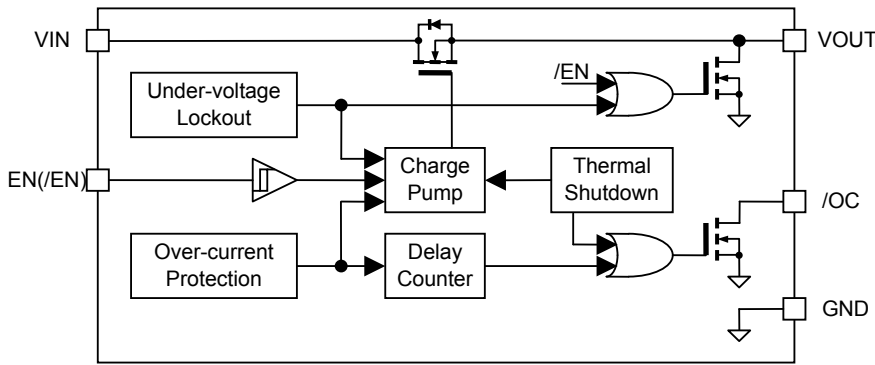 VIN
VOUT
/EN
Under-voltage
Lockout
EN(/EN)
Charge
Pump
Thermal
Shutdown
/OC
Over-current
Protection
Delay
Counter
GND